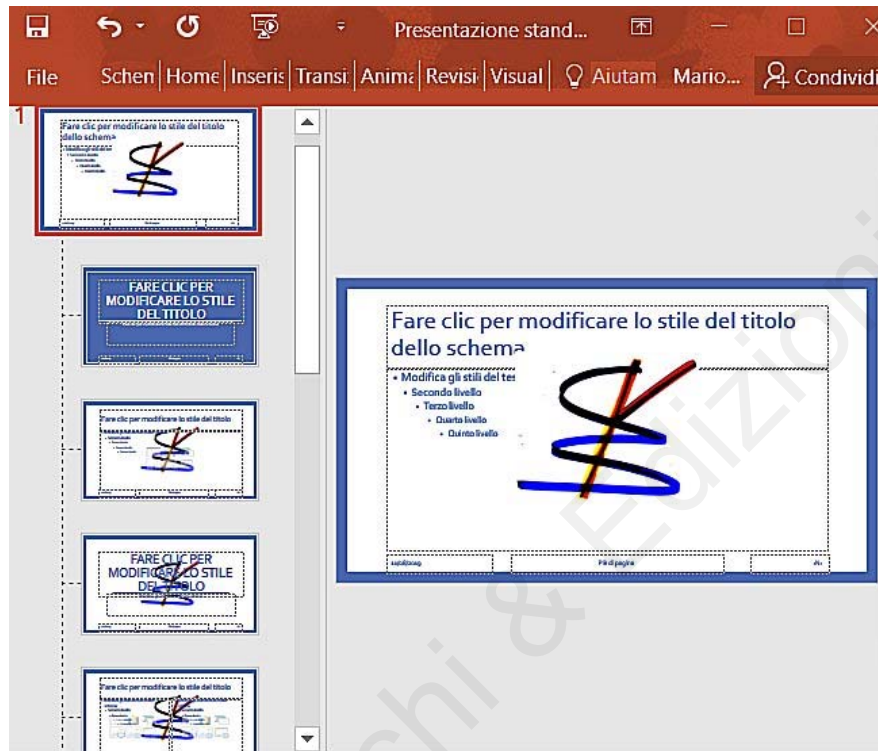 Presentazione stand...
File Schen Home Inseris Transi: Anima Revisi Visual Aiutam Mario... Condividi
1
Fare clic per modificare lo stile del titolo
dello schema
FARE CLIC PER
MODIFICARE LO STILE
DEL TITOLO
Fare clic per modificare lo stile del titolo
FARE CLIC PER
MODIFICARE LO STILE
DEL TITOLO
Fare clic per modificare lo stile del titolo
Fare clic per modificare lo stile del titolo
dello schema
• Modifica gli stili del tes
• Secondo livello
• Terzo livello
• Quarto livello
• Quinto livello
Piè di pagina
hi & Edizioni